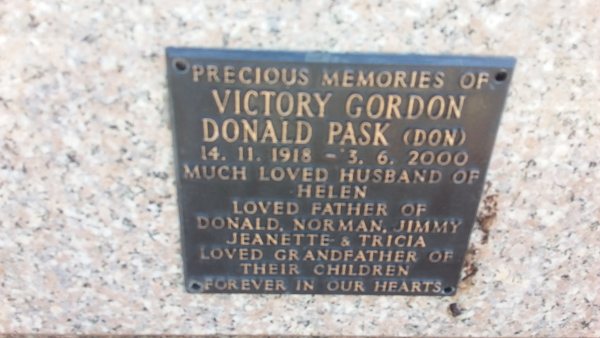 PRECIOUS MEMORIES OF
VICTORY GORDON
DONALD PASK (DON)
14. 11. 1918 - 3. 6. 2000
MUCH LOVED HUSBAND OF
HELEN
LOVED FATHER OF
DONALD, NORMAN, JIMMY
JEANETTE & TRICIA
LOVED GRANDFATHER OF
THEIR CHILDREN
FOREVER IN OUR HEARTS